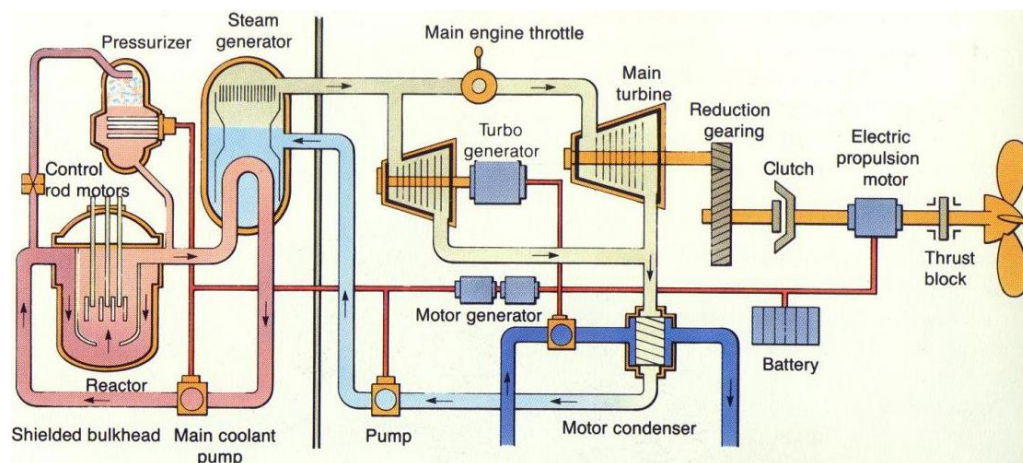 Steam
generator
Pressurizer
Main engine throttle
Main
turbine
Reduction
gearing
Turbo
generator
Electric
propulsion
motor
Clutch
Control
rod motors
Thrust
block
Motor generator
Battery
Reactor
Shielded bulkhead
Main coolant
pump
Pump
Motor condenser